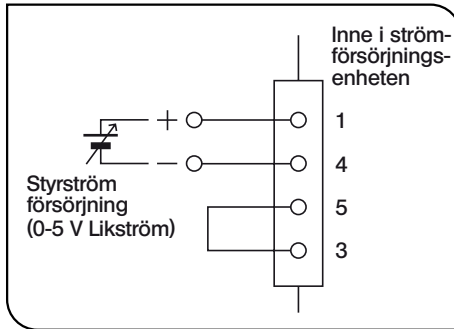 Inne i ström-
försörjnings-
enheten
+ 1
− 4
Styrström
försörjning
(0-5 V Likström)
5
3